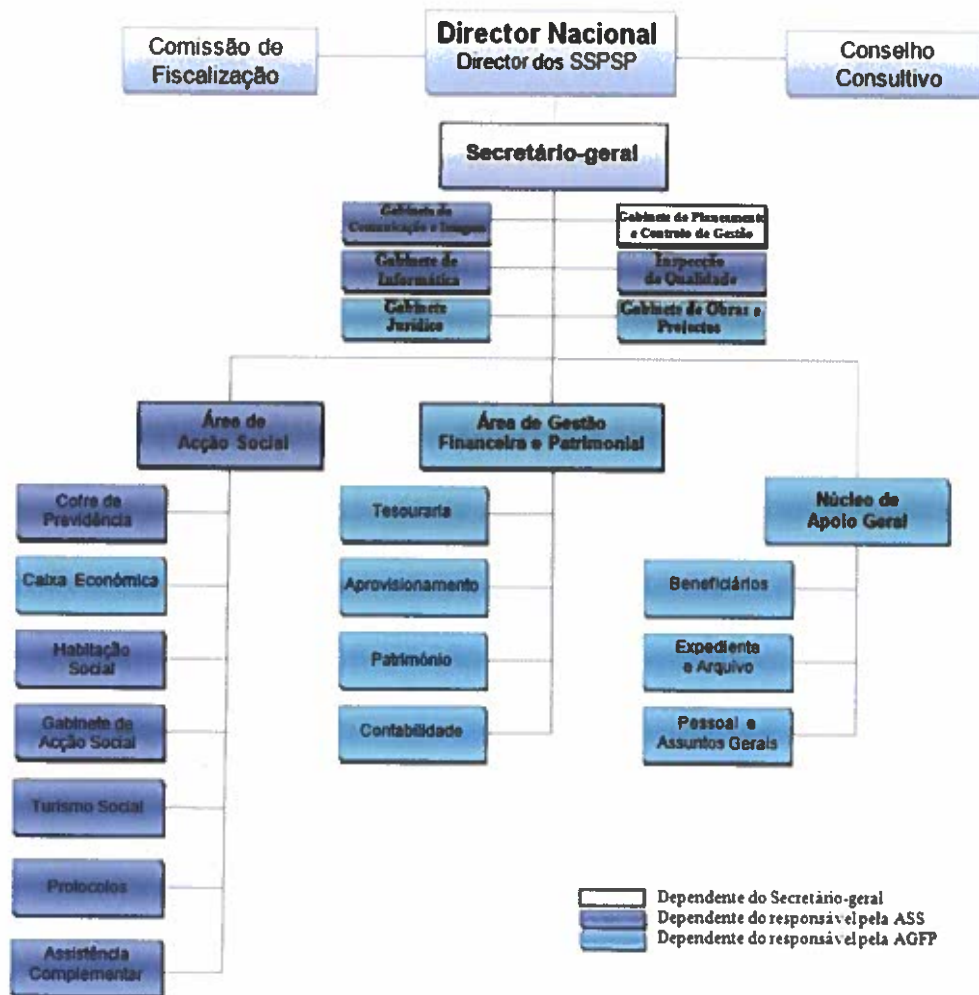 Comissão de
Fiscalização
Director Nacional
Director dos SSPSP
Conselho
Consultivo
Secretário-geral
Gabinete de
Comunicação e Imagem
Gabinete de Planeamento
e Controlo de Gestão
Gabinete de
Informática
Inspecção
da Qualidade
Gabinete
Jurídico
Gabinete de Obras e
Projectos
Área de
Acção Social
Área de Gestão
Financeira e Patrimonial
Núcleo de
Apoio Geral
Cofre de
Previdência
Caixa Económica
Habitação
Social
Gabinete de
Acção Social
Turismo Social
Protocolos
Assistência
Complementar
Tesouraria
Aprovisionamento
Património
Contabilidade
Beneficiários
Expediente
e Arquivo
Pessoal e
Assuntos Gerais
Dependente do Secretário-geral
Dependente do responsável pela ASS
Dependente do responsável pela AGFP